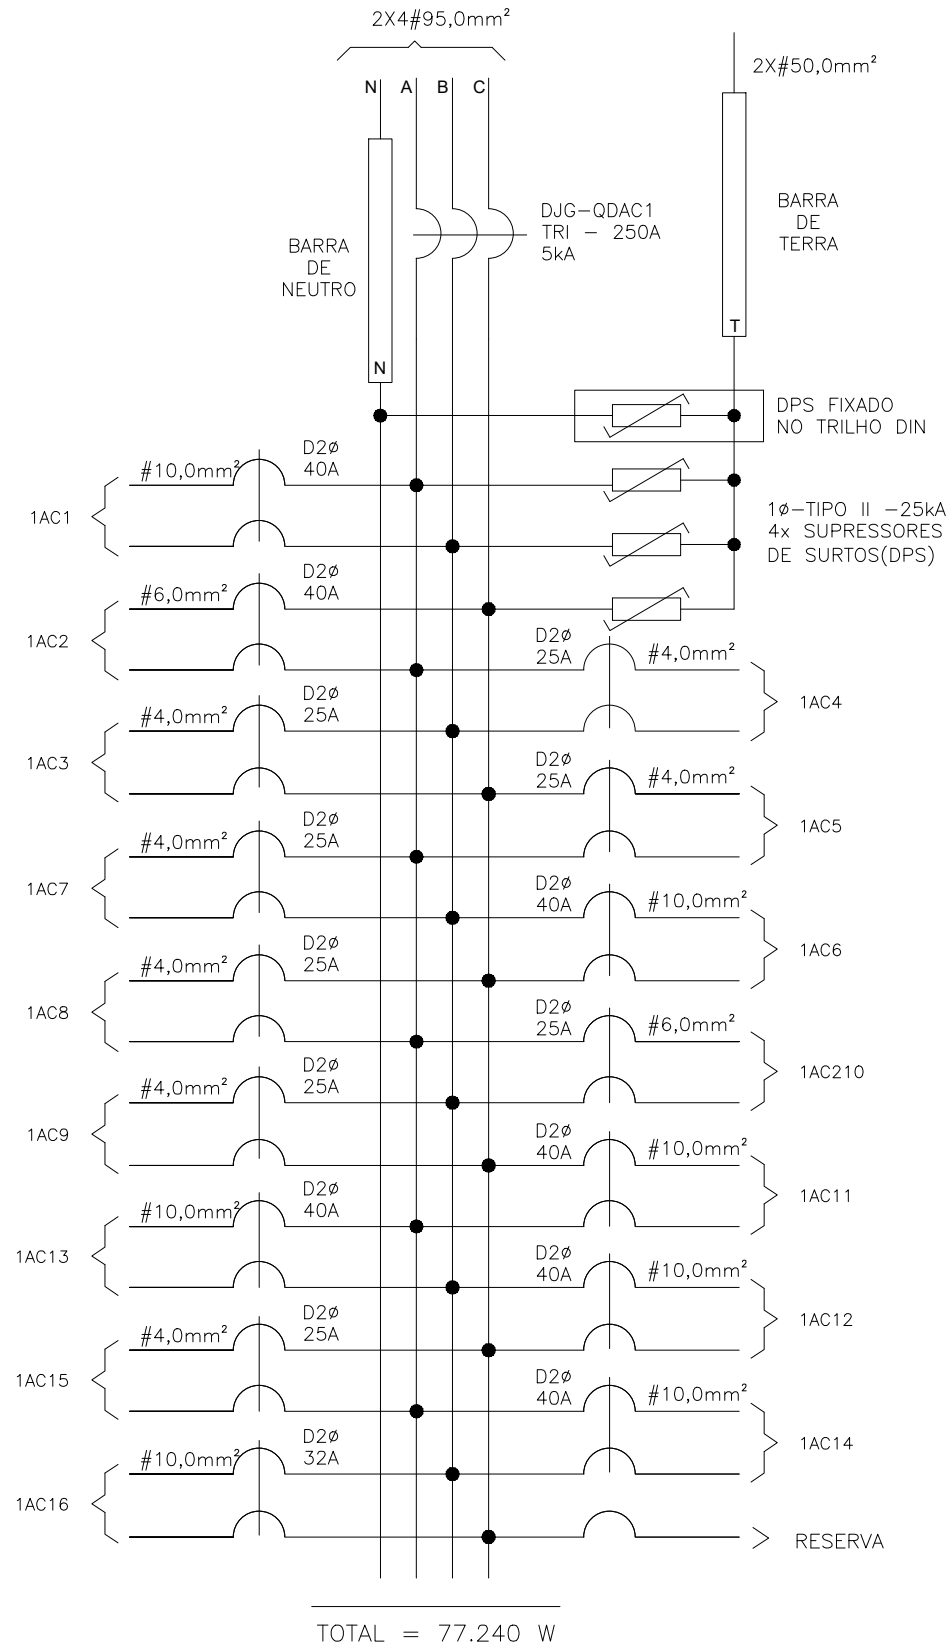 2X4#95,0mm²
2X#50,0mm²
N A B C
DJG-QDAC1
TRI - 250A
5kA
BARRA
DE
NEUTRO
BARRA
DE
TERRA
N
T
DPS FIXADO
NO TRILHO DIN
1ø-TIPO II -25kA
4x SUPRESSORES
DE SURTOS(DPS)
1AC1
#10,0mm²
D2ø
40A
1AC2
#6,0mm²
D2ø
40A
D2ø
25A
#4,0mm²
1AC4
1AC3
#4,0mm²
D2ø
25A
D2ø
25A
#4,0mm²
1AC5
1AC7
#4,0mm²
D2ø
25A
D2ø
40A
#10,0mm²
1AC6
1AC8
#4,0mm²
D2ø
25A
D2ø
25A
#6,0mm²
1AC210
1AC9
#4,0mm²
D2ø
25A
D2ø
40A
#10,0mm²
1AC11
1AC13
#10,0mm²
D2ø
40A
D2ø
40A
#10,0mm²
1AC12
1AC15
#4,0mm²
D2ø
25A
D2ø
40A
#10,0mm²
1AC14
1AC16
#10,0mm²
D2ø
32A
RESERVA
TOTAL = 77.240 W